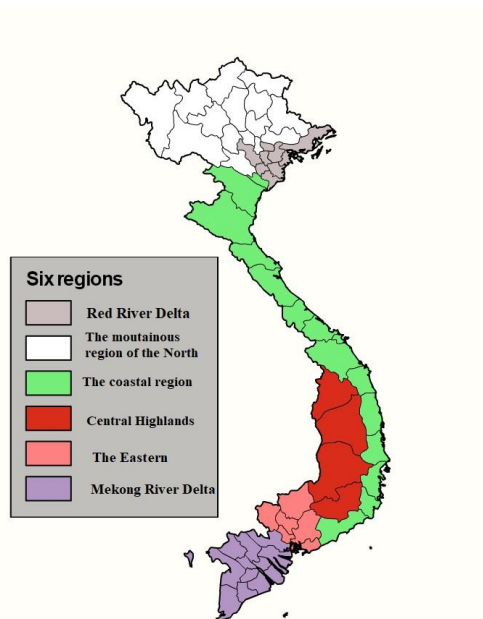 Six regions
Red River Delta
The moutainous
region of the North
The coastal region
Central Highlands
The Eastern
Mekong River Delta